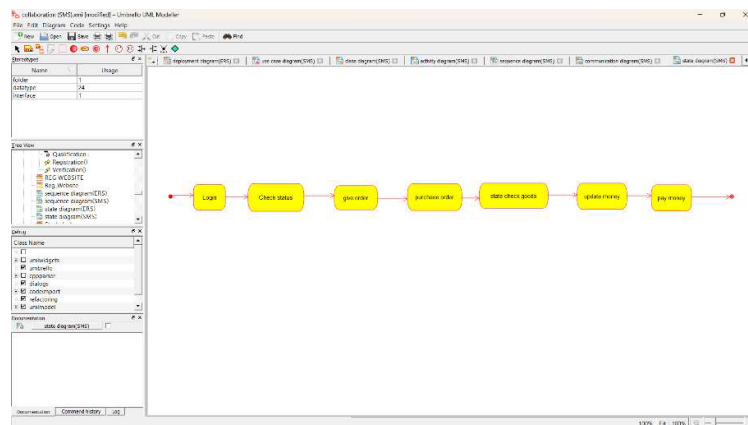 collaboration (SMS).xmi [modified] - Umbrello UML Modeller
File Edit Diagram Code Settings Help
New Open Save Cut Copy Paste Find
Stereotypes
Name Usage
folder 1
datatype 24
interface 1
deployment diagram(ERS)
use case diagram(SMS)
class diagram(SMS)
activity diagram(SMS)
sequence diagram(SMS)
communication diagram(SMS)
state diagram(SMS)
Tree View
Qualification
Registration()
Verification()
REG WEBSITE
Reg_Website
sequence diagram(ERS)
sequence diagram(SMS)
state diagram(ERS)
state diagram(SMS)
Login
Check status
give order
purchase order
state check goods
update money
pay money
Debug
Class Name
umlwidgets
umbrello
cppparser
dialogs
codeimport
refactoring
umlmodel
Documentation
state diagram(SMS)
Documentation Command history Log
100% Fit 100%